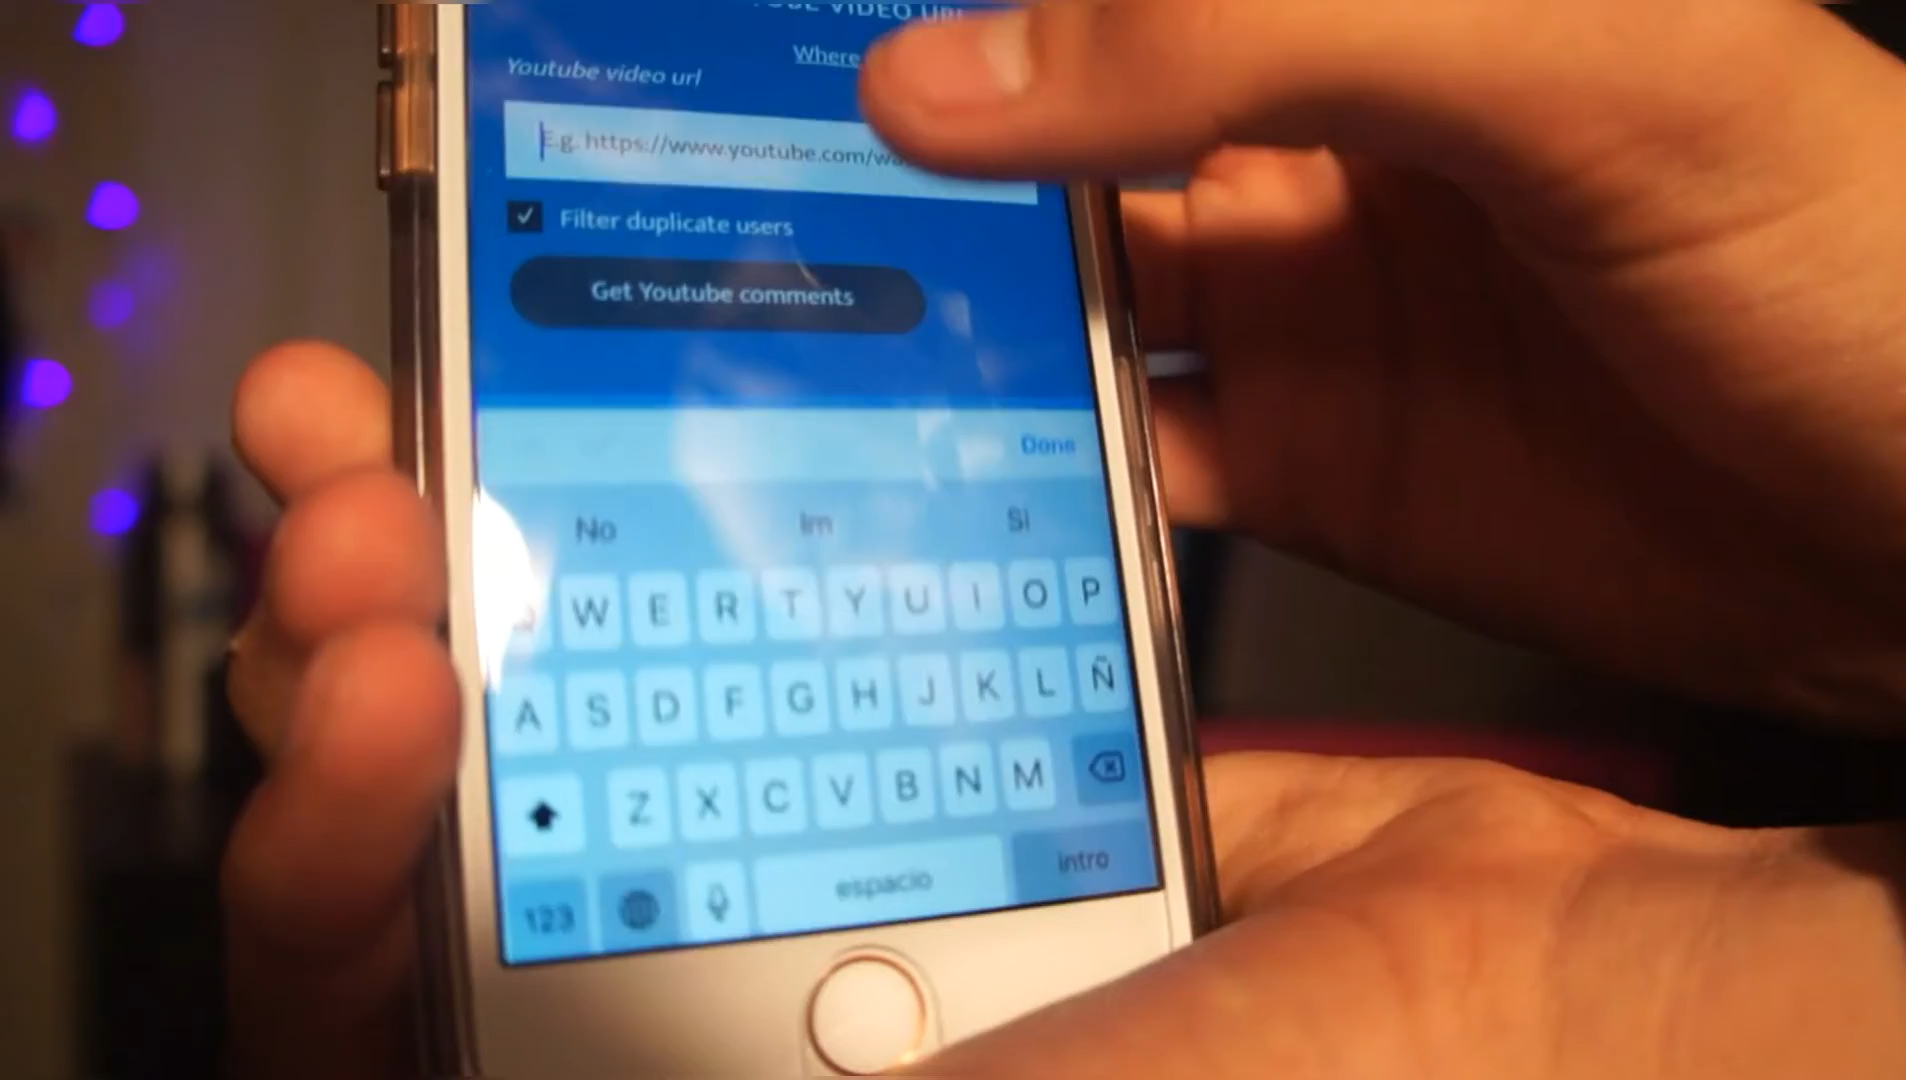 VIDEO
Where
Youtube video url
E.g. https://www.youtube.com/wa
Filter duplicate users
Get Youtube comments
Done
No Im Si
W E R T Y U I O P
A S D F G H J K L Ñ
Z X C V B N M
123 espacio intro